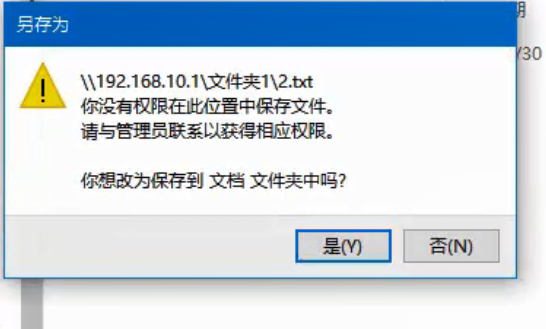 另存为
\\192.168.10.1\文件夹1\2.txt
你没有权限在此位置中保存文件。
请与管理员联系以获得相应权限。
你想改为保存到 文档 文件夹中吗?
是(Y)
否(N)
期
/30